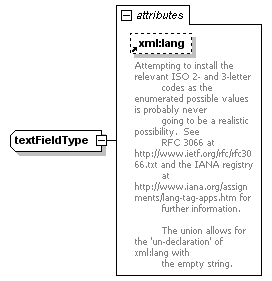 attributes
xml:lang
Attempting to install the
relevant ISO 2- and 3-letter
codes as the
enumerated possible values
is probably never
going to be a realistic
possibility.  See
RFC 3066 at
http://www.ietf.org/rfc/rfc30
66.txt and the IANA registry
at
http://www.iana.org/assign
ments/lang-tag-apps.htm for
further information.
The union allows for
the 'un-declaration' of
xml:lang with
the empty string.
textFieldType